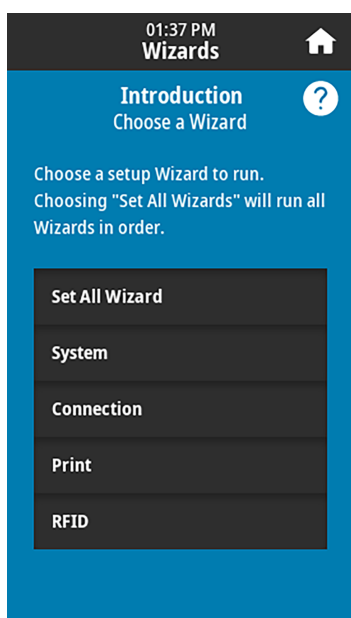 01:37 PM
Wizards
Introduction
?
Choose a Wizard
Choose a setup Wizard to run.
Choosing "Set All Wizards" will run all
Wizards in order.
Set All Wizard
System
Connection
Print
RFID